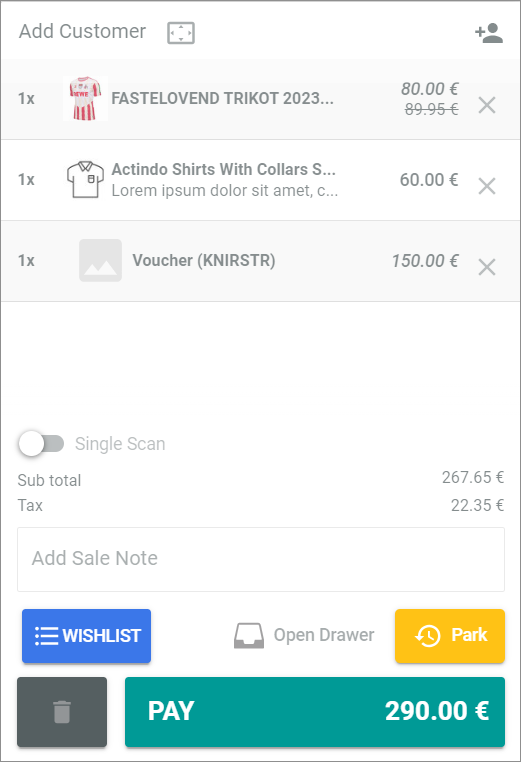 Add Customer
1x FASTELOVEND TRIKOT 2023... 80.00 €
89.95 €
1x Actindo Shirts With Collars S... 60.00 €
Lorem ipsum dolor sit amet, c...
1x Voucher (KNIRSTR) 150.00 €
Single Scan
Sub total 267.65 €
Tax 22.35 €
Add Sale Note
WISHLIST Open Drawer Park
PAY 290.00 €